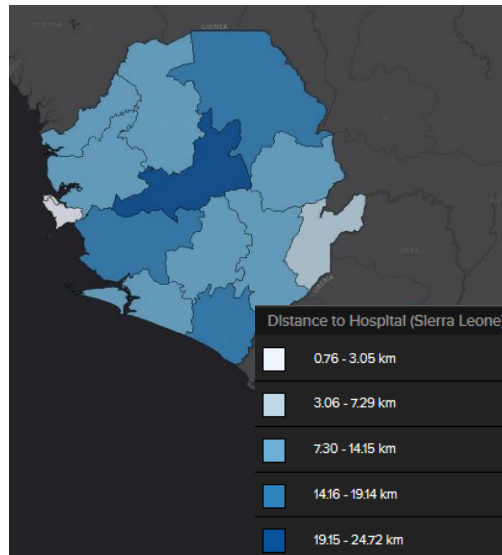 GUINEA
Distance to Hospital (Sierra Leone)
0.76 - 3.05 km
3.06 - 7.29 km
7.30 - 14.15 km
14.16 - 19.14 km
19.15 - 24.72 km